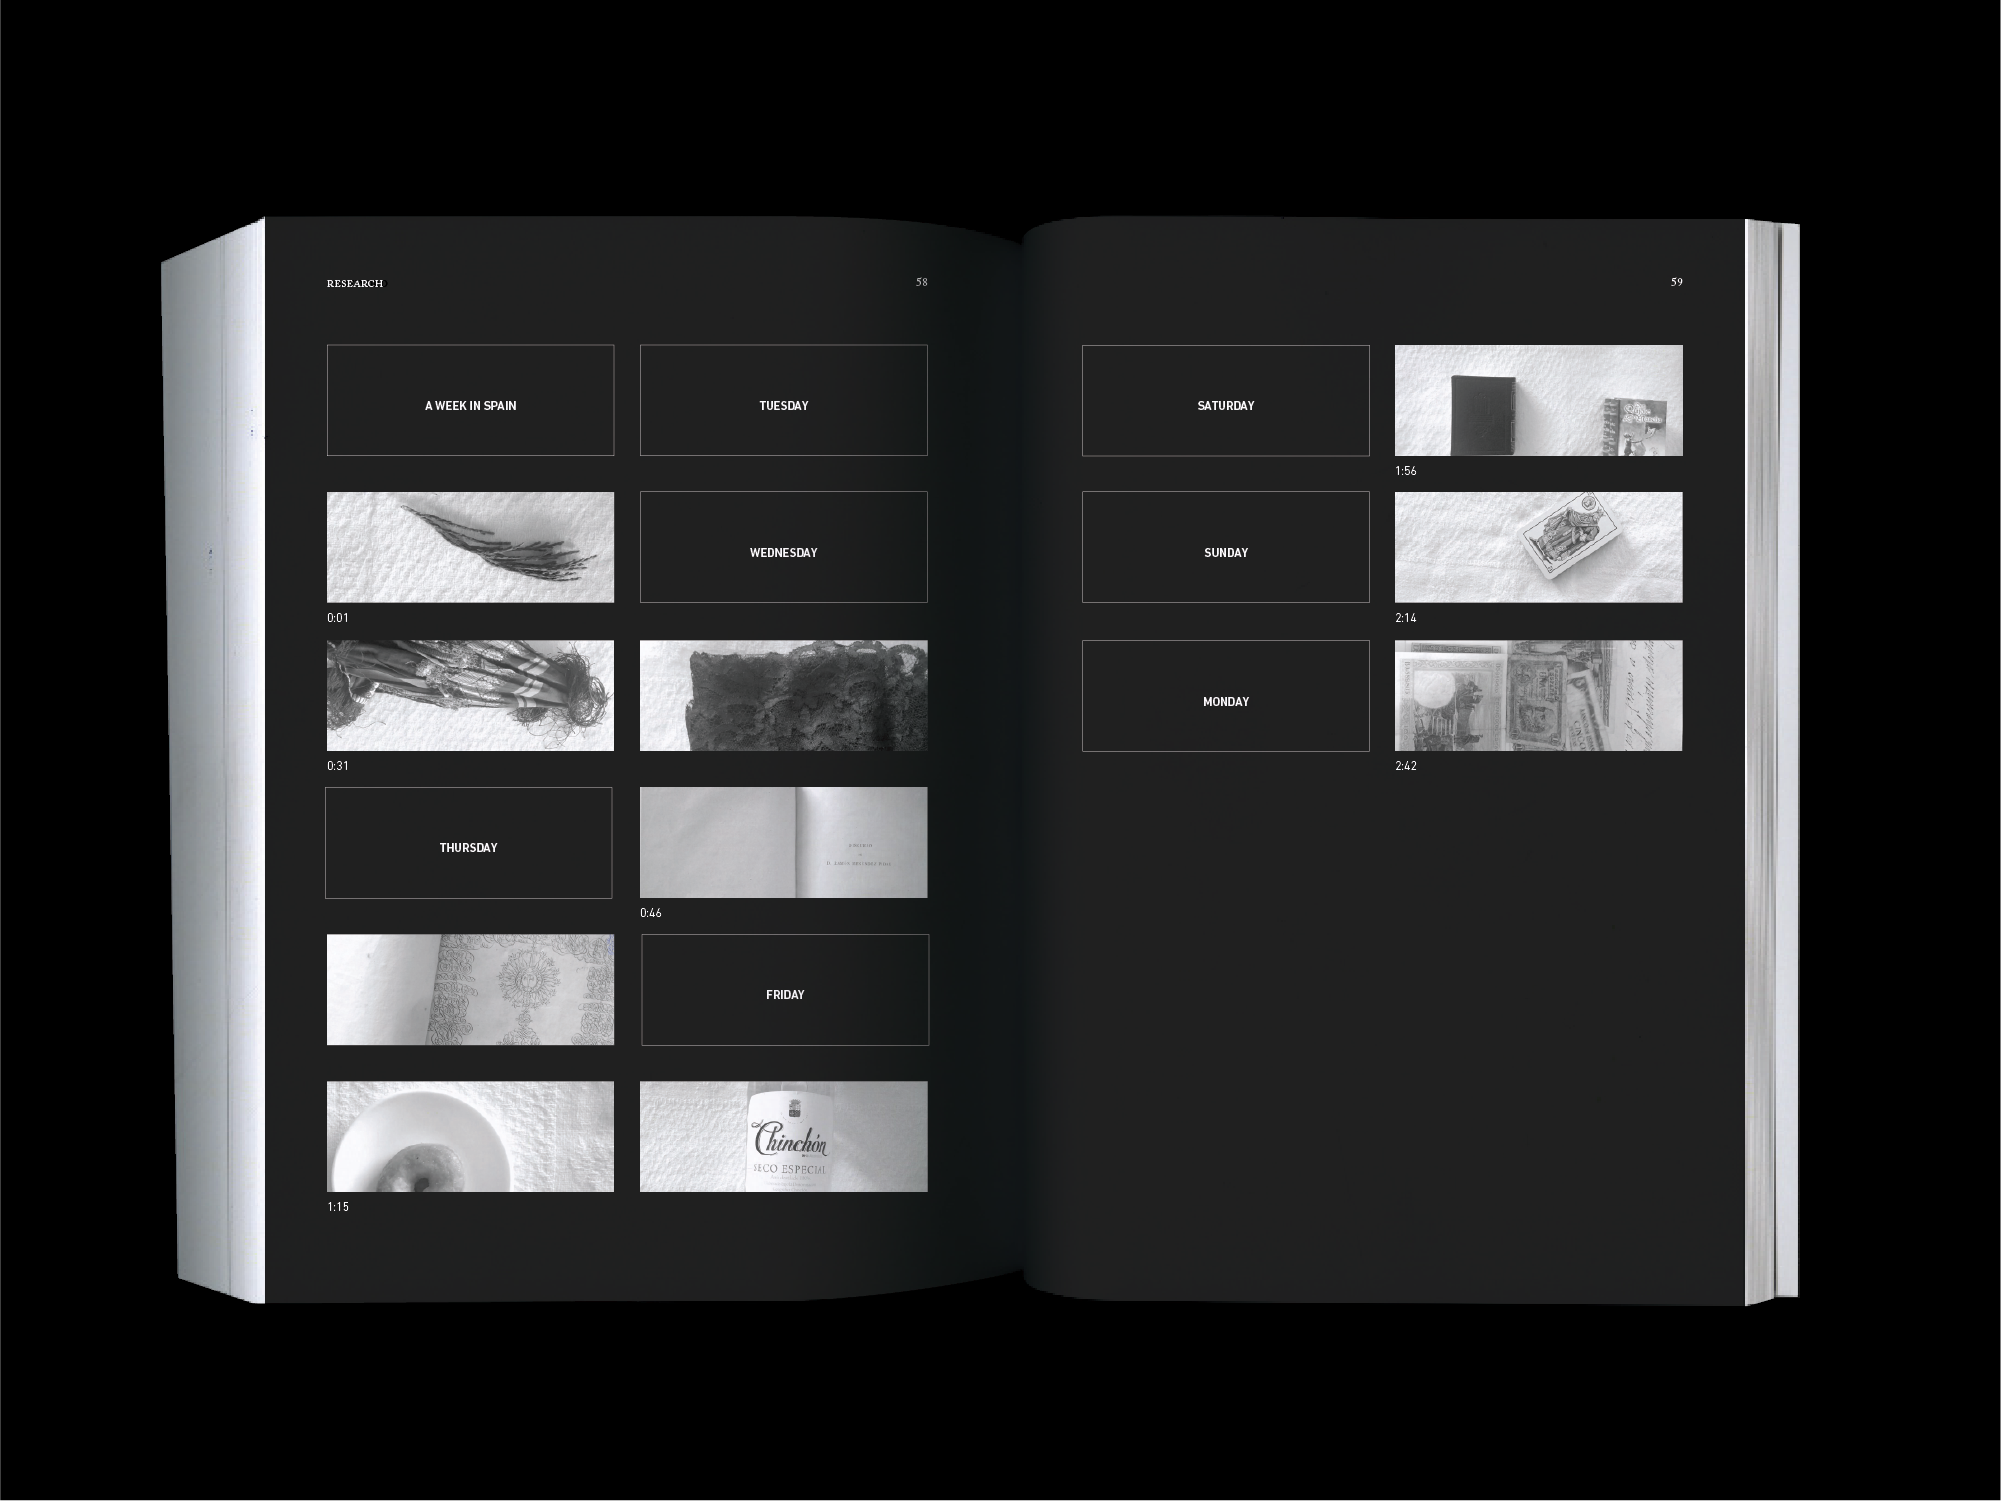 RESEARCH
58
A WEEK IN SPAIN
TUESDAY
0:01
WEDNESDAY
0:31
THURSDAY
0:46
FRIDAY
1:15
Chinchón
SECO ESPECIAL
59
SATURDAY
1:56
SUNDAY
2:14
MONDAY
2:42